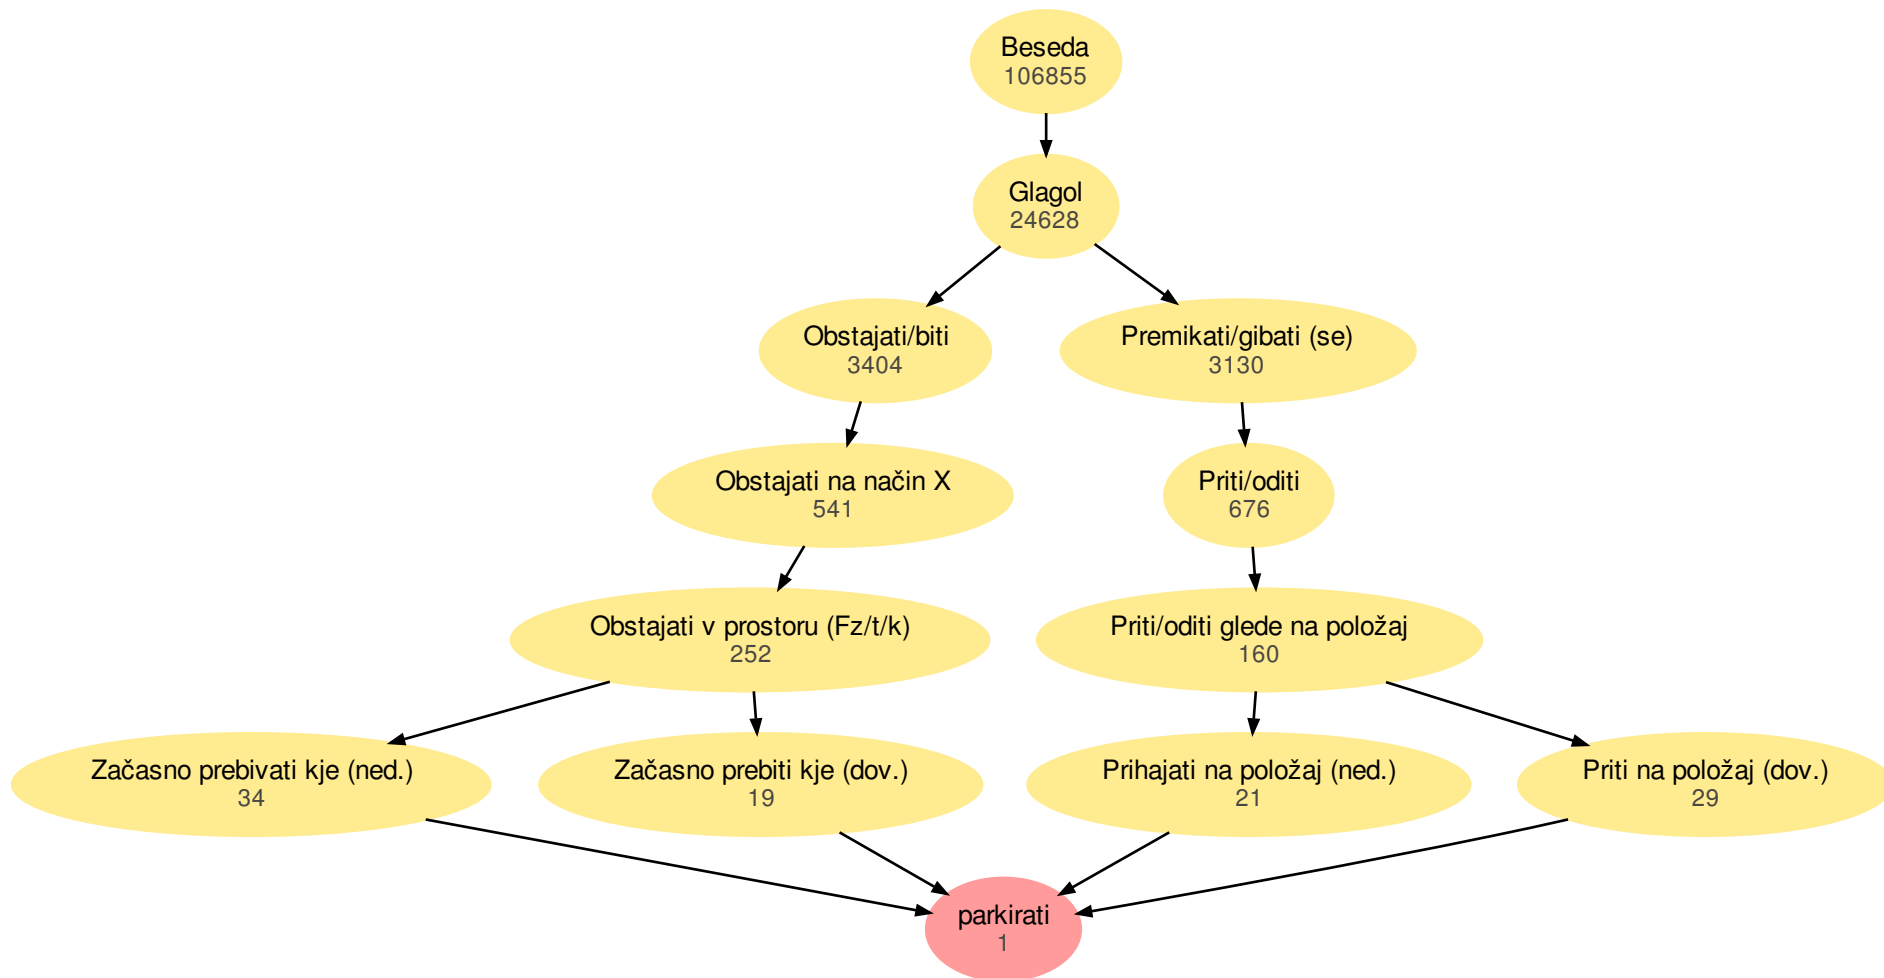 Beseda
106855
Glagol
24628
Obstajati/biti
3404
Premikati/gibati (se)
3130
Obstajati na način X
541
Priti/oditi
676
Obstajati v prostoru (Fz/t/k)
252
Priti/oditi glede na položaj
160
Začasno prebivati kje (ned.)
34
Začasno prebiti kje (dov.)
19
Prihajati na položaj (ned.)
21
Priti na položaj (dov.)
29
parkirati
1